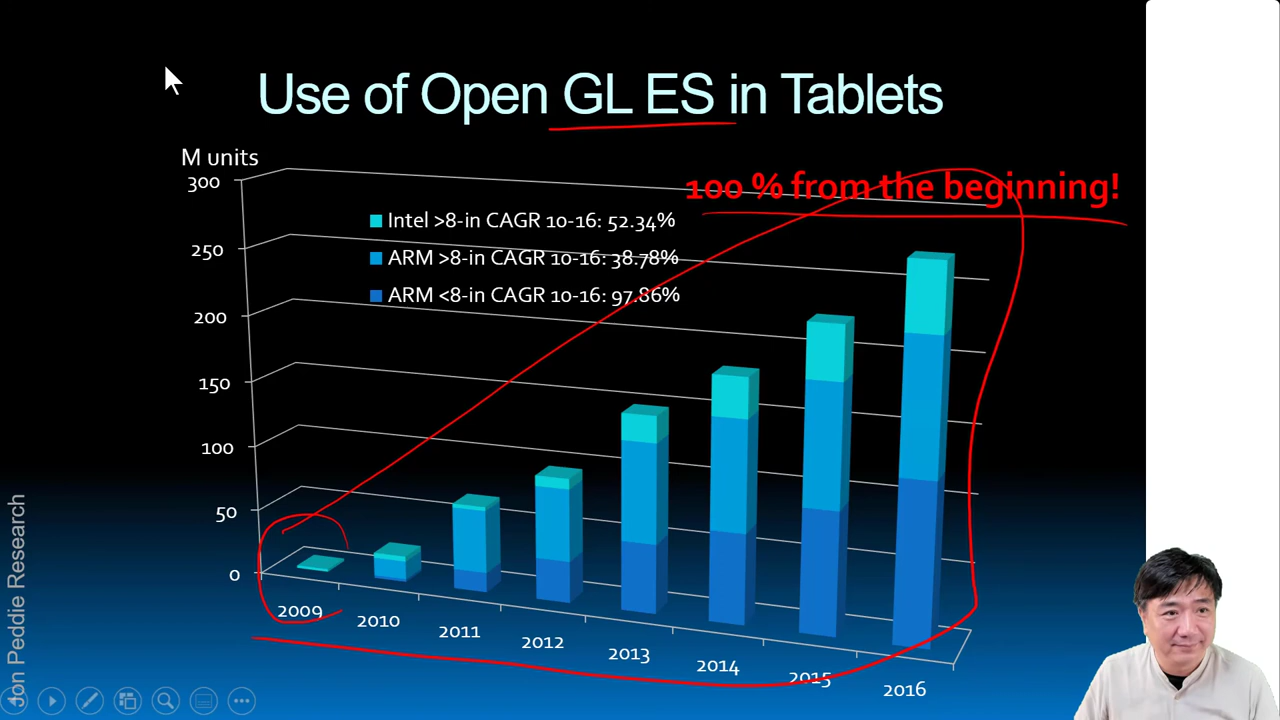 Use of Open GL ES in Tablets
M units
100 % from the beginning!
300
250
200
150
100
50
0
Intel >8-in CAGR 10-16: 52.34%
ARM >8-in CAGR 10-16: 38.78%
ARM <8-in CAGR 10-16: 97.86%
2009
2010
2011
2012
2013
2014
2015
2016
Jon Peddie Research